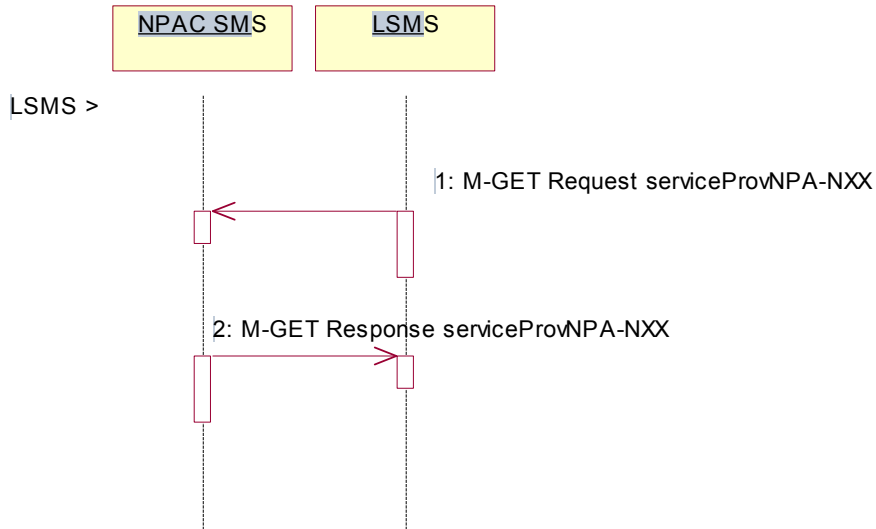 NPAC SMS
LSMS
LSMS >
1: M-GET Request serviceProvNPA-NXX
2: M-GET Response serviceProvNPA-NXX